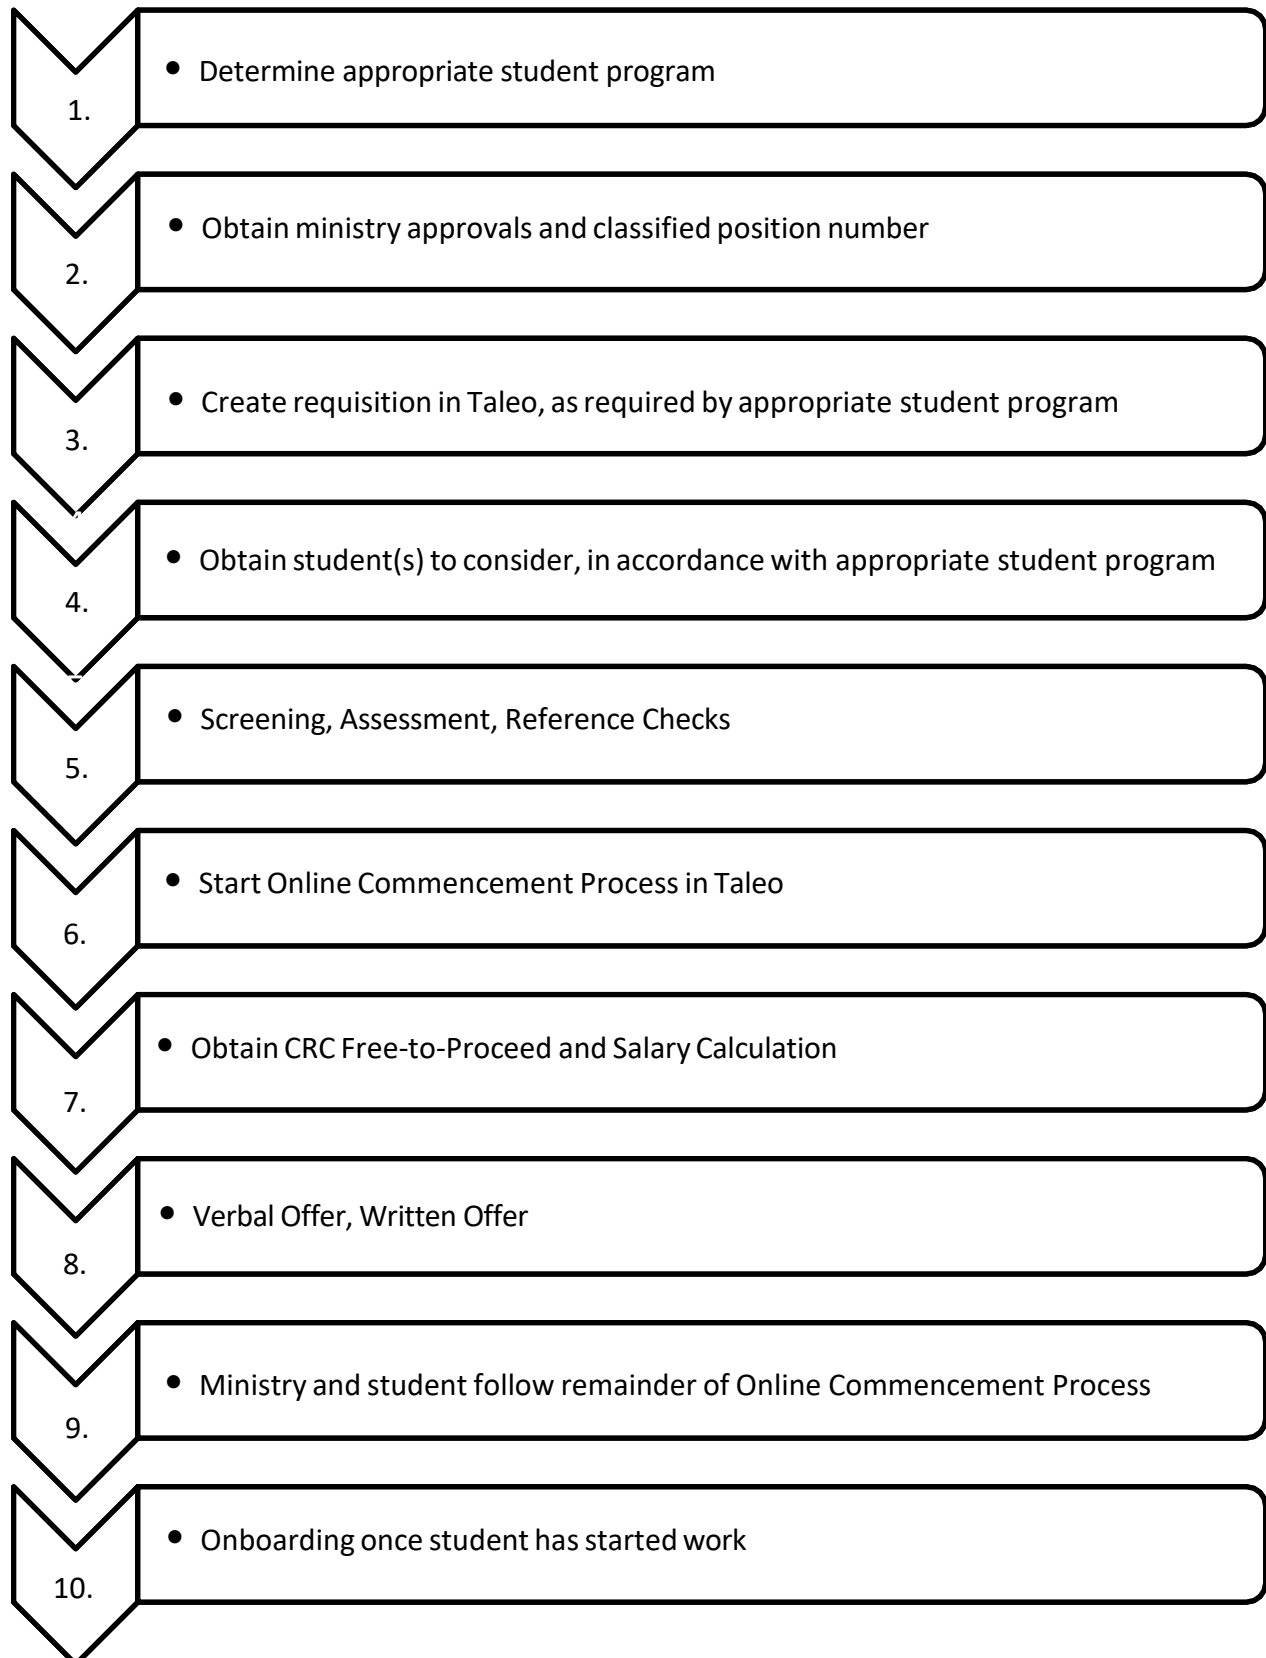 1.
• Determine appropriate student program
2.
• Obtain ministry approvals and classified position number
3.
• Create requisition in Taleo, as required by appropriate student program
4.
• Obtain student(s) to consider, in accordance with appropriate student program
5.
• Screening, Assessment, Reference Checks
6.
• Start Online Commencement Process in Taleo
7.
• Obtain CRC Free-to-Proceed and Salary Calculation
8.
• Verbal Offer, Written Offer
9.
• Ministry and student follow remainder of Online Commencement Process
10.
• Onboarding once student has started work